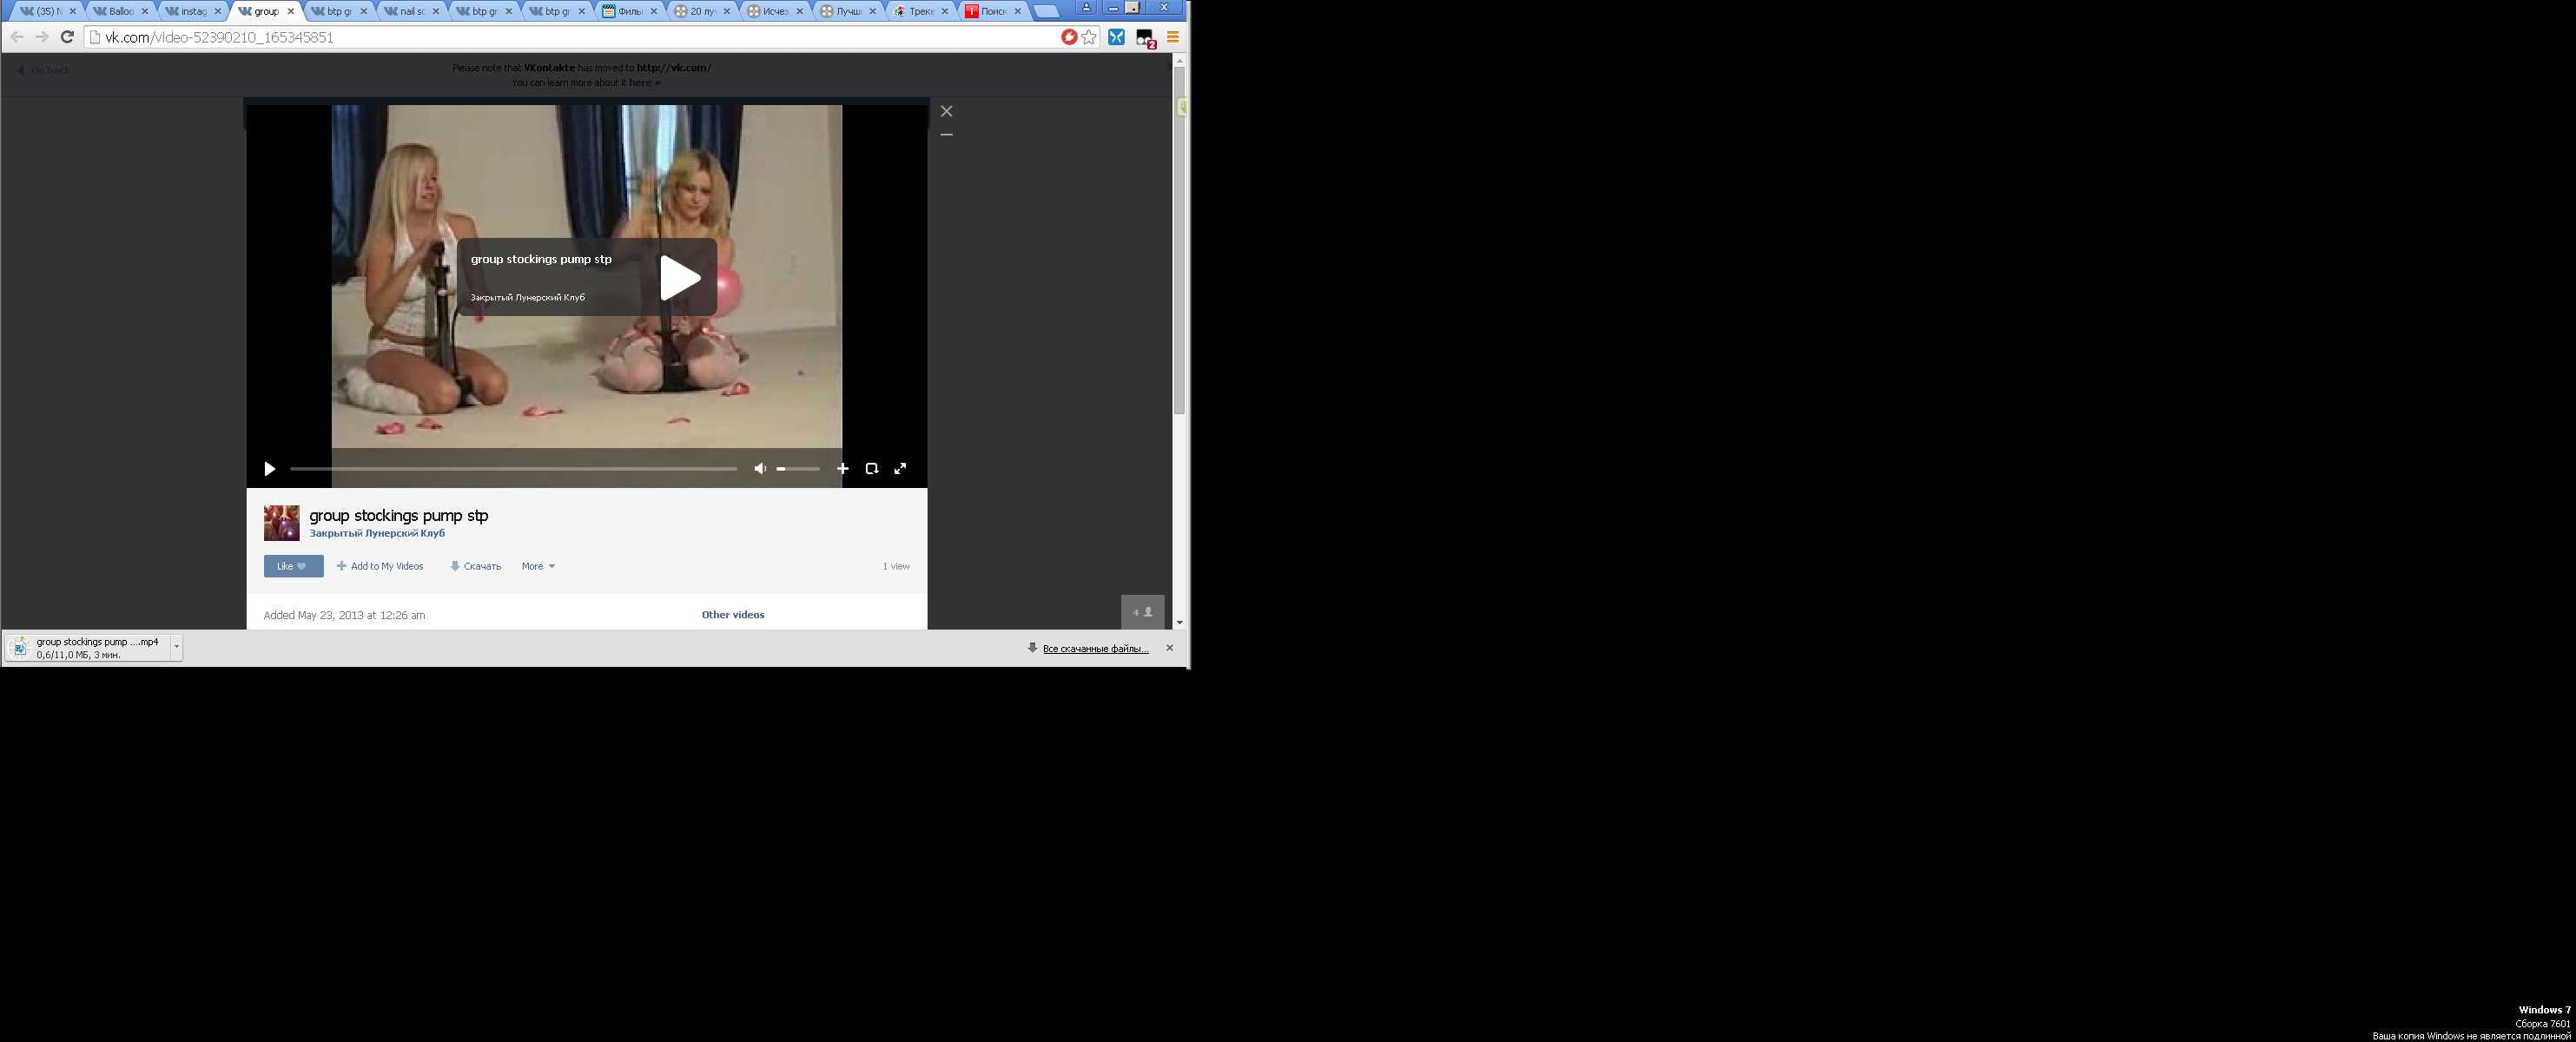 (35) N
Balloo
instag
group
btp gr
nail sc
btp gr
btp gr
Филь
20 лу
Исчез
Лучш
Треке
Поиск
vk.com/video-52390210_165345851
2
Go back
Please note that VKontakte has moved to http://vk.com/
You can learn more about it here »
group stockings pump stp
Закрытый Лунерский Клуб
group stockings pump stp
Закрытый Лунерский Клуб
Like
Add to My Videos
Скачать
More
1 view
Added May 23, 2013 at 12:26 am
Other videos
4
group stockings pump ....mp4
0,6/11,0 МБ, 3 мин.
Все скачанные файлы...
Windows 7
Сборка 7601
Ваша копия Windows не является подлинной